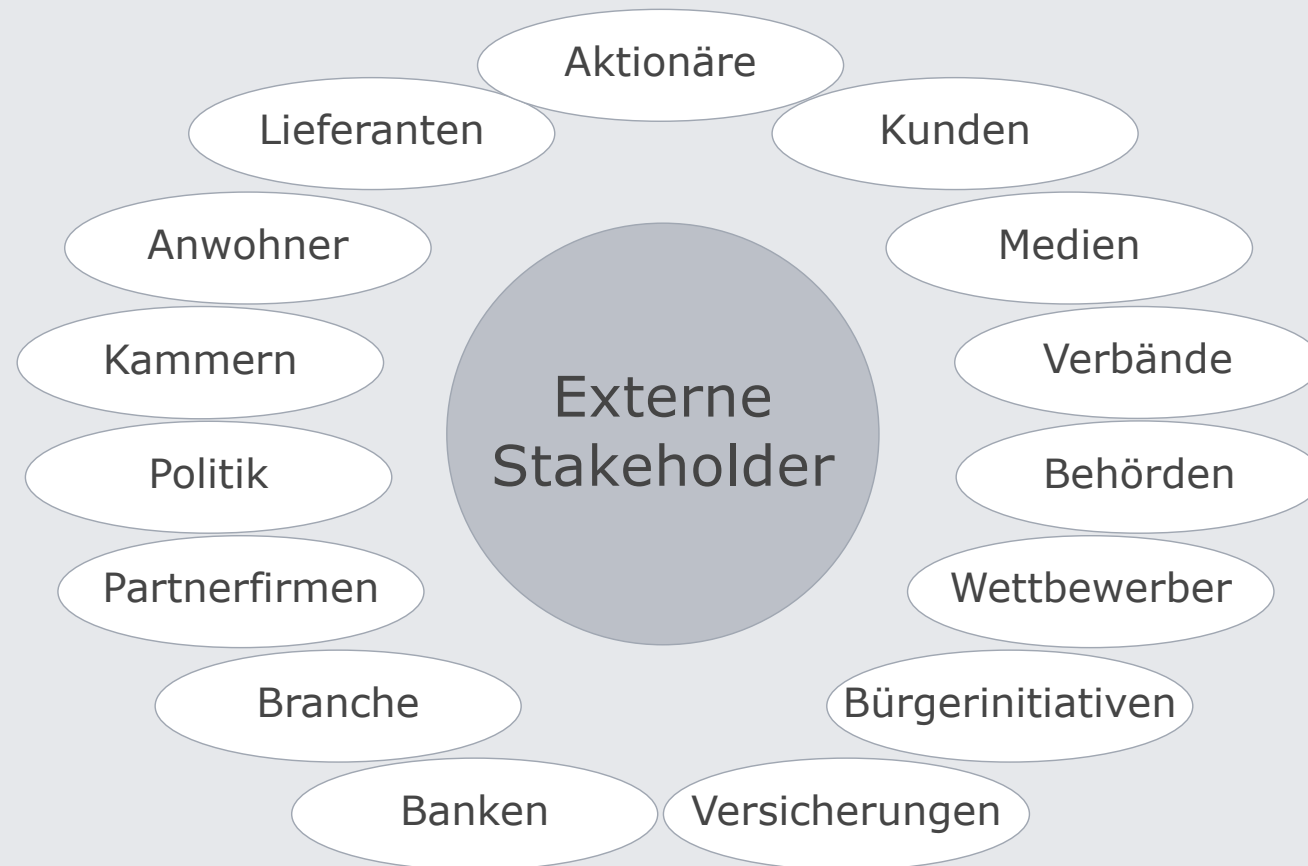 Aktionäre
Lieferanten
Kunden
Anwohner
Medien
Kammern
Verbände
Externe
Stakeholder
Politik
Behörden
Partnerfirmen
Wettbewerber
Branche
Bürgerinitiativen
Banken
Versicherungen